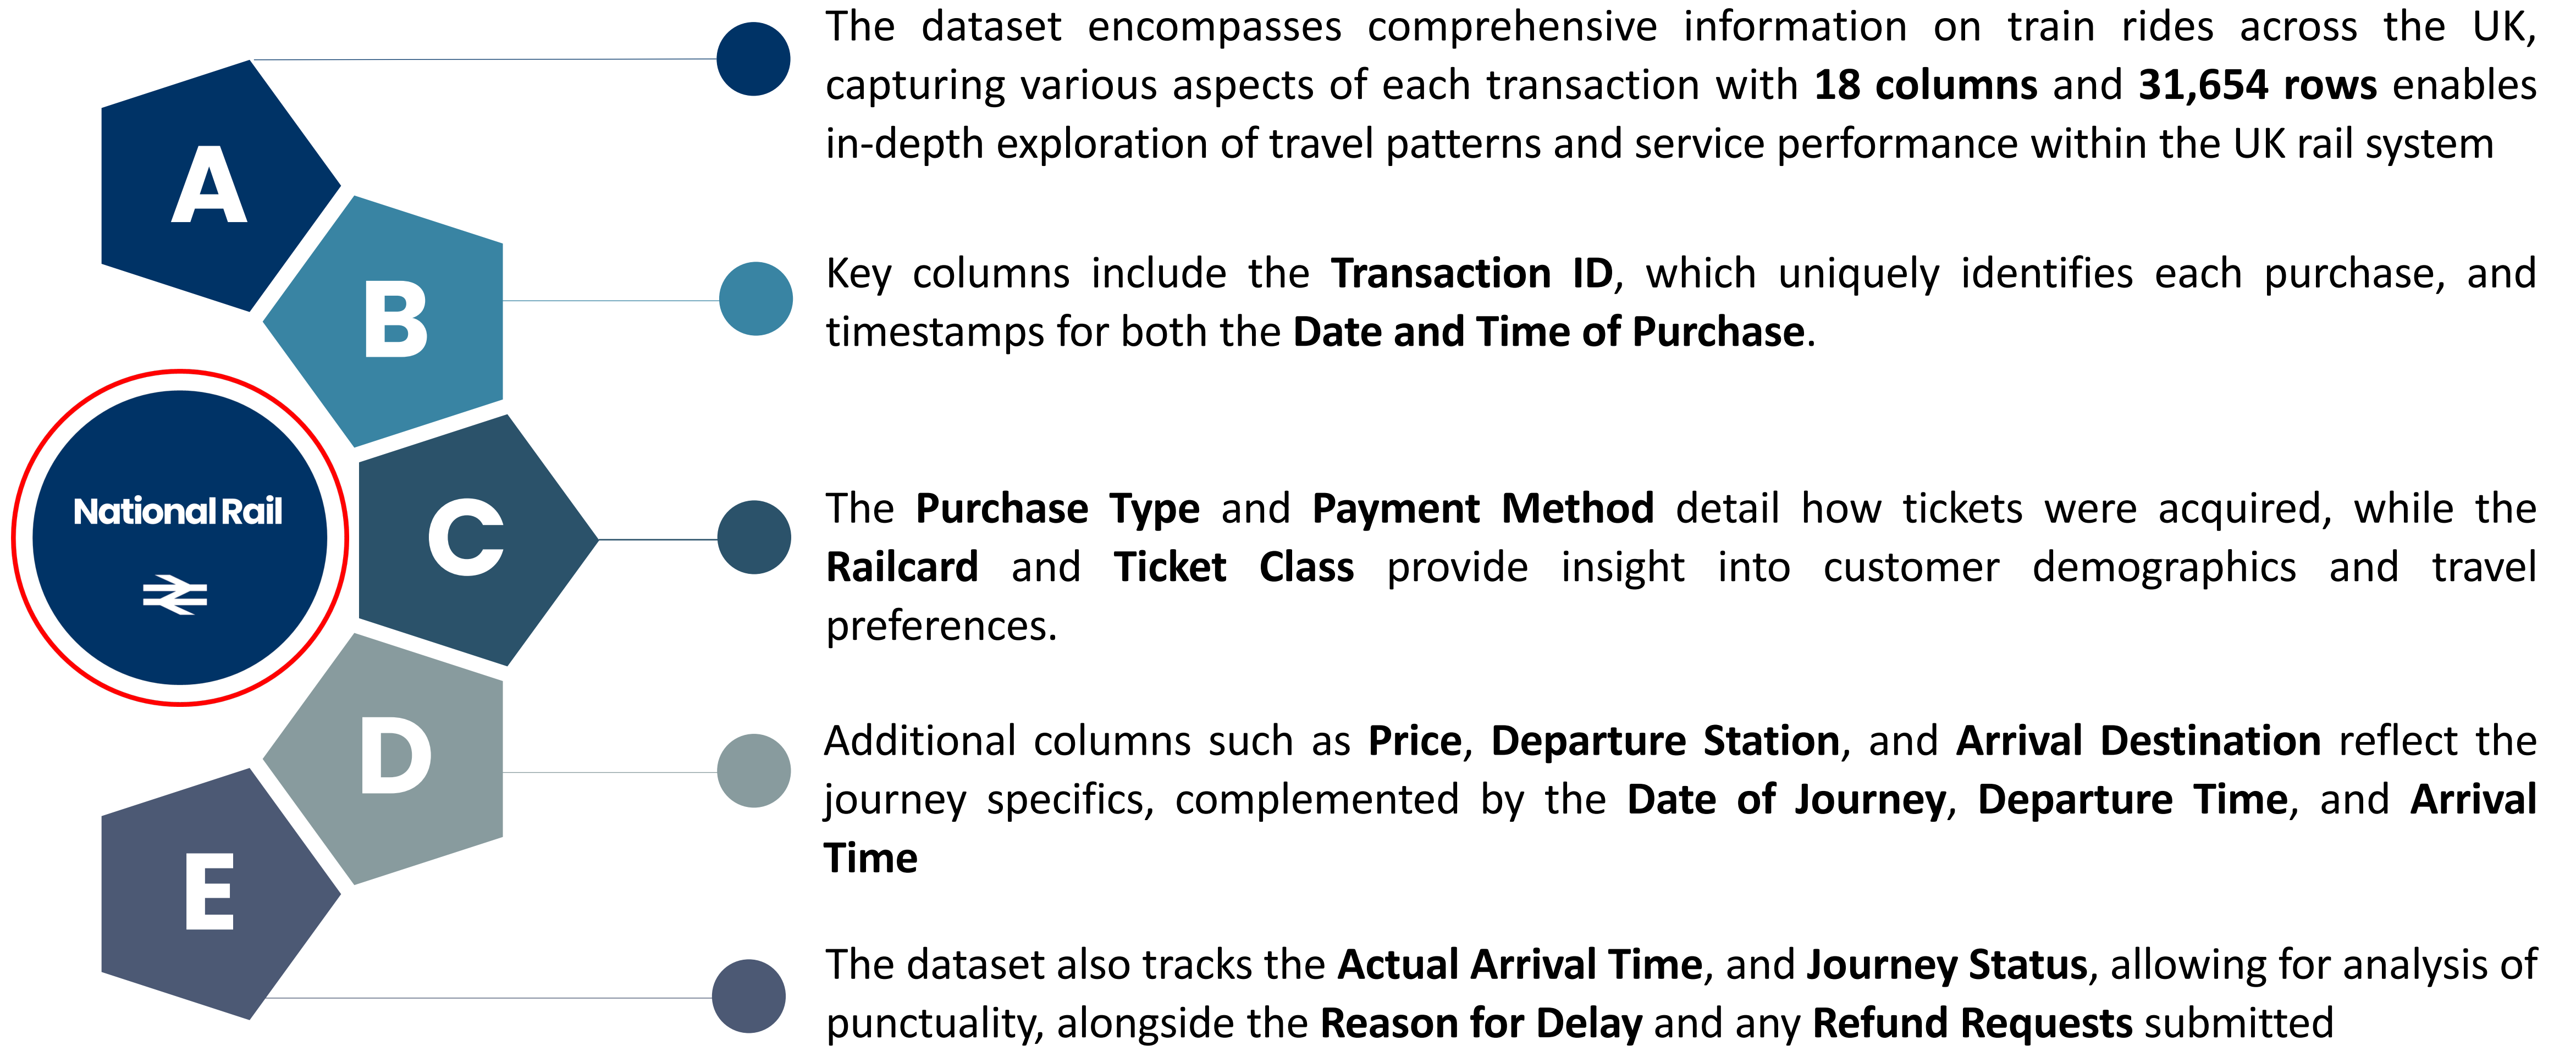 A
The dataset encompasses comprehensive information on train rides across the UK,
capturing various aspects of each transaction with 18 columns and 31,654 rows enables
in-depth exploration of travel patterns and service performance within the UK rail system
B
Key columns include the Transaction ID, which uniquely identifies each purchase, and
timestamps for both the Date and Time of Purchase.
National Rail
C
The Purchase Type and Payment Method detail how tickets were acquired, while the
Railcard and Ticket Class provide insight into customer demographics and travel
preferences.
D
Additional columns such as Price, Departure Station, and Arrival Destination reflect the
journey specifics, complemented by the Date of Journey, Departure Time, and Arrival
Time
E
The dataset also tracks the Actual Arrival Time, and Journey Status, allowing for analysis of
punctuality, alongside the Reason for Delay and any Refund Requests submitted